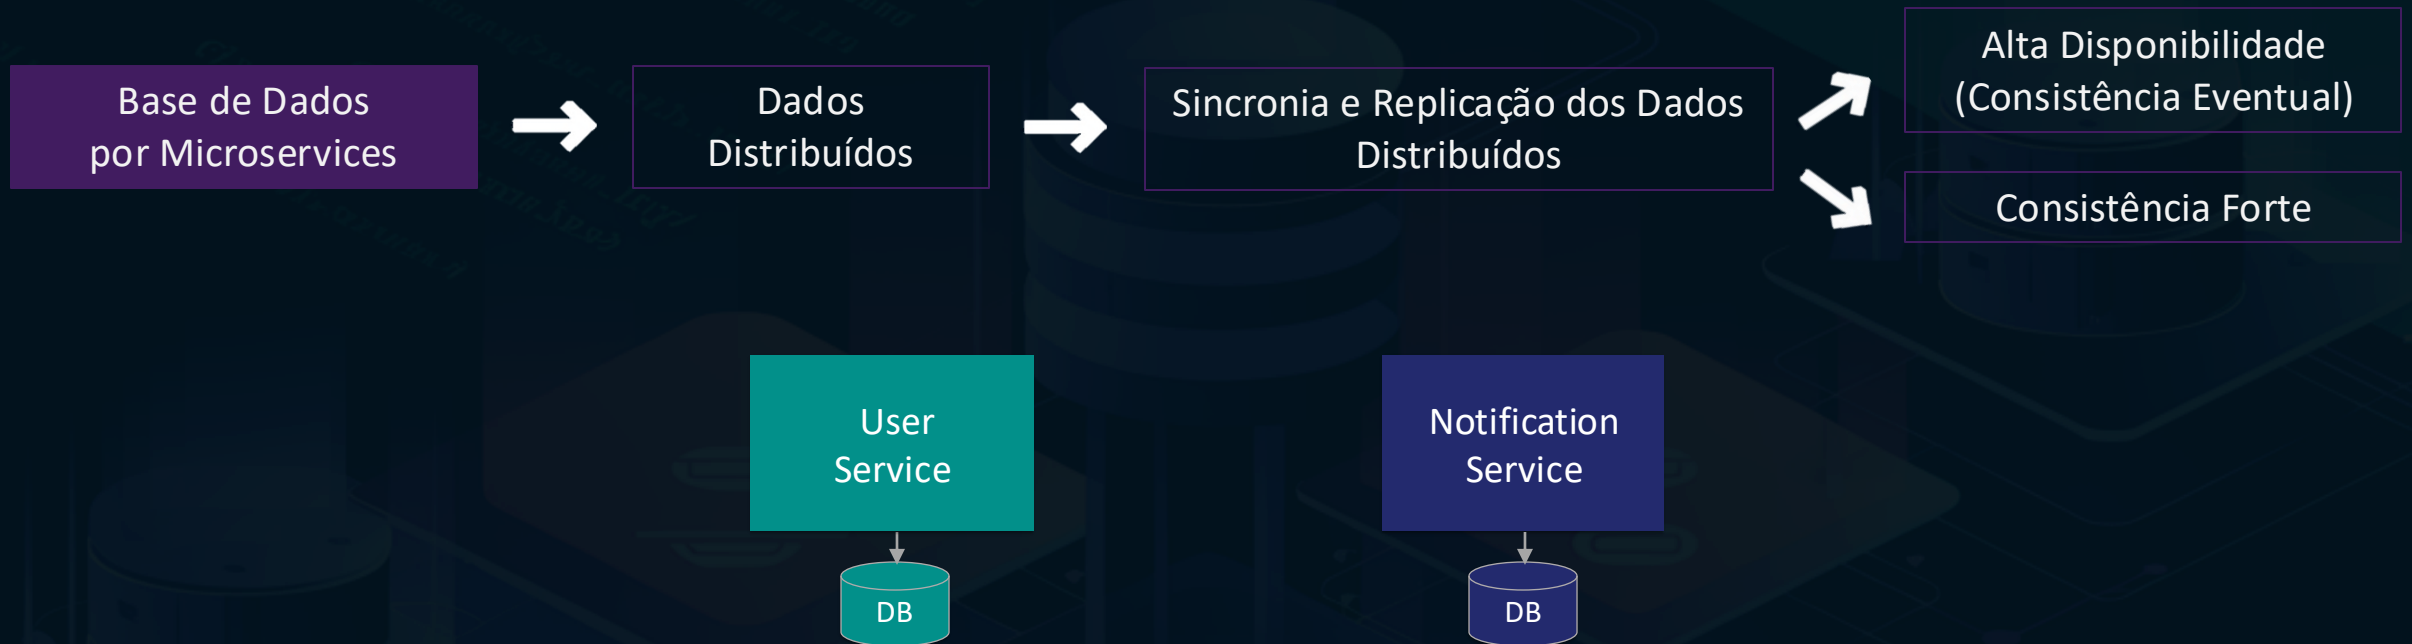 Base de Dados
por Microservices
Dados
Distribuídos
Sincronia e Replicação dos Dados
Distribuídos
Alta Disponibilidade
(Consistência Eventual)
Consistência Forte
User
Service
DB
Notification
Service
DB